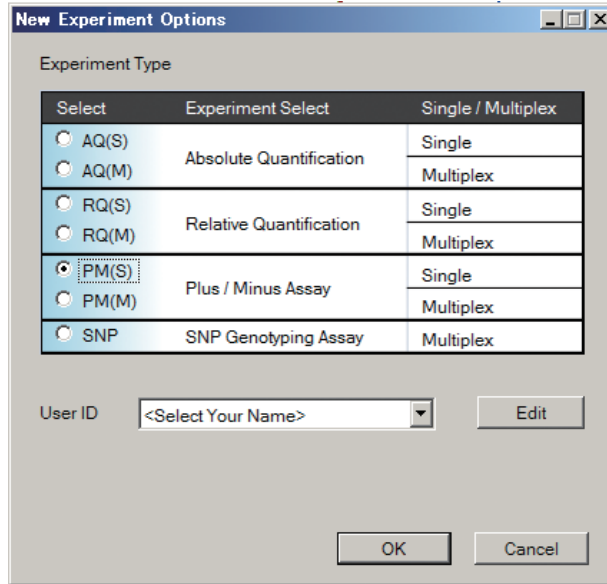 New Experiment Options
Experiment Type
Select Experiment Select Single / Multiplex
AQ(S) Single
Absolute Quantification
AQ(M) Multiplex
RQ(S) Single
Relative Quantification
RQ(M) Multiplex
PM(S) Single
Plus / Minus Assay
PM(M) Multiplex
SNP SNP Genotyping Assay Multiplex
User ID <Select Your Name> Edit
OK Cancel